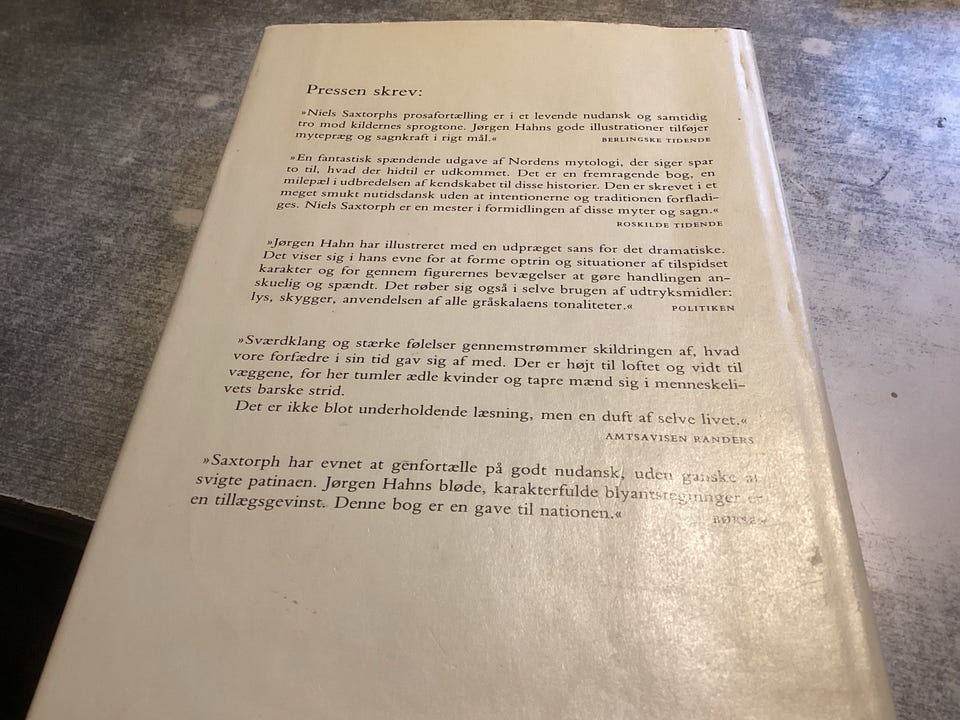 Pressen skrev:
»Niels Saxtorphs prosafortælling er i et levende nudansk og samtidig
tro mod kildernes sprogtone. Jørgen Hahns gode illustrationer tilføjer
mytepræg og sagnkraft i rigt mål.« BERLINGSKE TIDENDE
»En fantastisk spændende udgave af Nordens mytologi, der siger spar
to til, hvad der hidtil er udkommet. Det er en fremragende bog, en
milepæl i udbredelsen af kendskabet til disse historier. Den er skrevet i et
meget smukt nutidsdansk uden at intentionerne og traditionen forfladi-
ges. Niels Saxtorph er en mester i formidlingen af disse myter og sagn.«
ROSKILDE TIDENDE
»Jørgen Hahn har illustreret med en udpræget sans for det dramatiske.
Det viser sig i hans evne for at forme optrin og situationer af tilspidset
karakter og for gennem figurernes bevægelser at gøre handlingen an-
skuelig og spændt. Det røber sig også i selve brugen af udtryksmidler:
lys, skygger, anvendelsen af alle gråskalaens tonaliteter.« POLITIKEN
»Sværdklang og stærke følelser gennemstrømmer skildringen af, hvad
vore forfædre i sin tid gav sig af med. Der er højt til loftet og vidt til
væggene, for her tumler ædle kvinder og tapre mænd sig i menneskeli-
vets barske strid.
Det er ikke blot underholdende læsning, men en duft af selve livet.«
AMTSAVISEN RANDERS
»Saxtorph har evnet at genfortælle på godt nudansk, uden ganske at
svigte patinaen. Jørgen Hahns bløde, karakterfulde blyantstegninger er
en tillægsgevinst. Denne bog er en gave til nationen.« BØRSEN